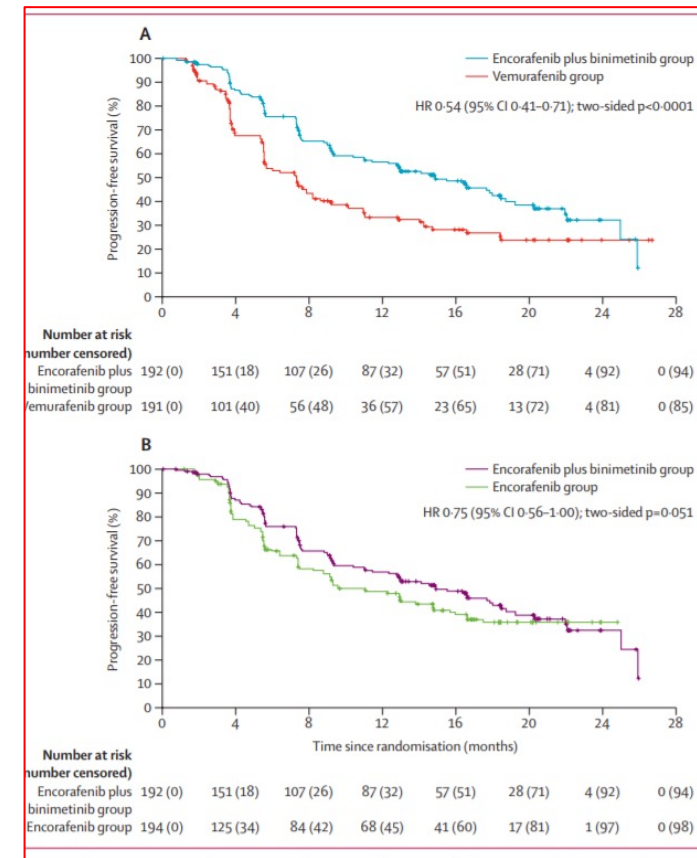 A
Encorafenib plus binimetinib group
Vemurafenib group
HR 0·54 (95% CI 0·41–0·71); two-sided p<0·0001
Progression-free survival (%)
100
90
80
70
60
50
40
30
20
10
0
0 4 8 12 16 20 24 28
Number at risk
number censored)
Encorafenib plus 192 (0) 151 (18) 107 (26) 87 (32) 57 (51) 28 (71) 4 (92) 0 (94)
binimetinib group
Vemurafenib group 191 (0) 101 (40) 56 (48) 36 (57) 23 (65) 13 (72) 4 (81) 0 (85)
B
Encorafenib plus binimetinib group
Encorafenib group
HR 0·75 (95% CI 0·56–1·00); two-sided p=0·051
Progression-free survival (%)
100
90
80
70
60
50
40
30
20
10
0
0 4 8 12 16 20 24 28
Time since randomisation (months)
Number at risk
number censored)
Encorafenib plus 192 (0) 151 (18) 107 (26) 87 (32) 57 (51) 28 (71) 4 (92) 0 (94)
binimetinib group
Encorafenib group 194 (0) 125 (34) 84 (42) 68 (45) 41 (60) 17 (81) 1 (97) 0 (98)